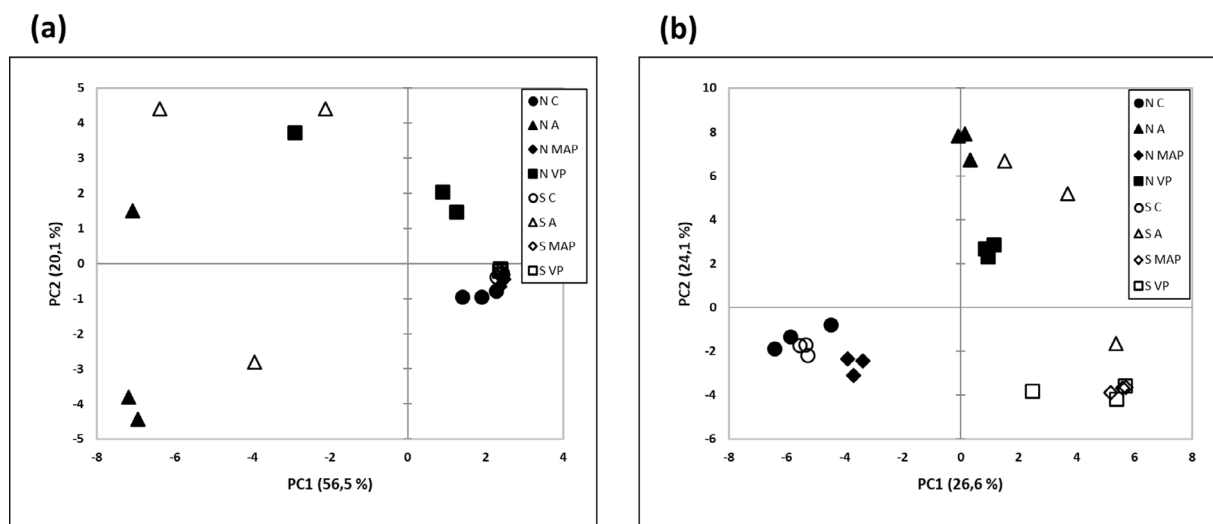 (a)
5
4
3
2
1
0
-1
-2
-3
-4
-5
-8
-6
-4
-2
0
2
4
PC2 (20,1 %)
PC1 (56,5 %)
N C
N A
N MAP
N VP
S C
S A
S MAP
S VP
(b)
10
8
6
4
2
0
-2
-4
-6
-8
-6
-4
-2
0
2
4
6
8
PC2 (24,1 %)
PC1 (26,6 %)
N C
N A
N MAP
N VP
S C
S A
S MAP
S VP